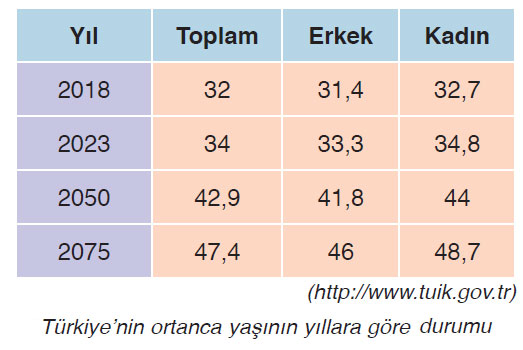 Yıl Toplam Erkek Kadın
2018 32 31,4 32,7
2023 34 33,3 34,8
2050 42,9 41,8 44
2075 47,4 46 48,7
(http://www.tuik.gov.tr)
Türkiye’nin ortanca yaşının yıllara göre durumu